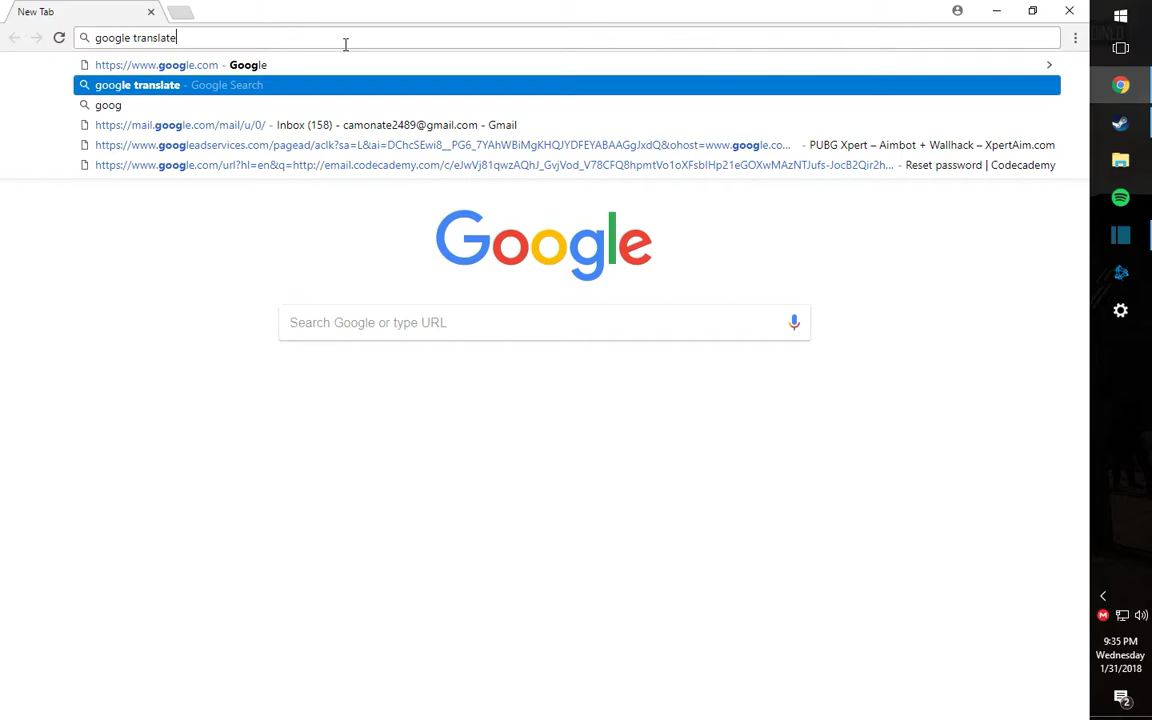 New Tab
google translate
https://www.google.com - Google
google translate - Google Search
goog
https://mail.google.com/mail/u/0/ - Inbox (158) - camonate2489@gmail.com - Gmail
https://www.googleadservices.com/pagead/aclk?sa=L&ai=DChcSEwi8__PG6_7YAhWBiMgKHQJYDFEYABAAGgJxdQ&ohost=www.google.co... - PUBG Xpert – Aimbot + Wallhack – XpertAim.com
https://www.google.com/url?hl=en&q=http://email.codecademy.com/c/eJwVj81qwzAQhJ_GvjVod_V78CFQ8hpmtVo1oXFsbIHp21eGOXwMAzNTJufs-JocB2Qir2h... - Reset password | Codecademy
Google
Search Google or type URL
9:35 PM
Wednesday
1/31/2018
2